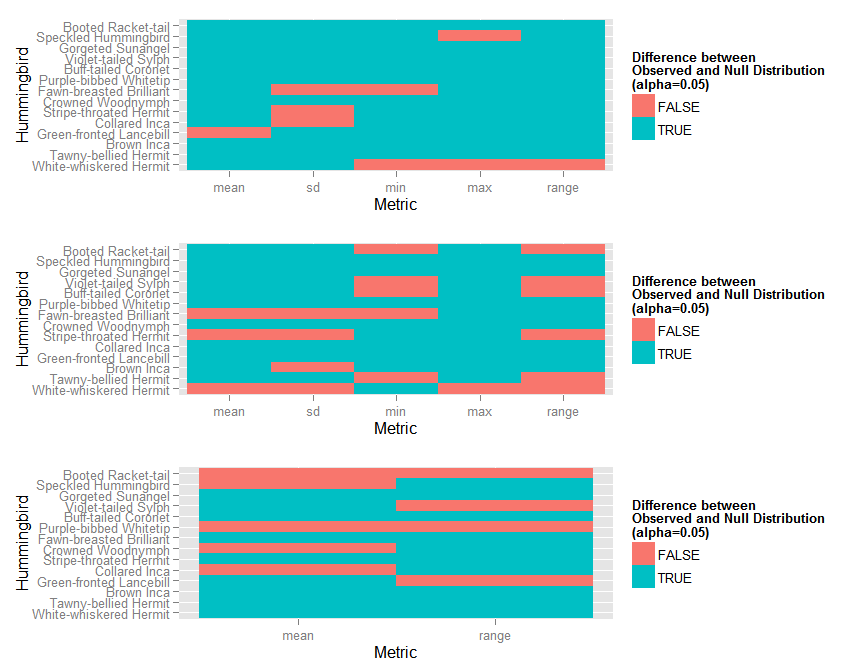 Hummingbird
Booted Racket-tail
Speckled Hummingbird
Gorgeted Sunangel
Violet-tailed Sylph
Buff-tailed Coronet
Purple-bibbed Whitetip
Fawn-breasted Brilliant
Crowned Woodnymph
Stripe-throated Hermit
Collared Inca
Green-fronted Lancebill
Brown Inca
Tawny-bellied Hermit
White-whiskered Hermit
mean sd min max range
Metric
Difference between
Observed and Null Distribution
(alpha=0.05)
FALSE
TRUE
Hummingbird
Booted Racket-tail
Speckled Hummingbird
Gorgeted Sunangel
Violet-tailed Sylph
Buff-tailed Coronet
Purple-bibbed Whitetip
Fawn-breasted Brilliant
Crowned Woodnymph
Stripe-throated Hermit
Collared Inca
Green-fronted Lancebill
Brown Inca
Tawny-bellied Hermit
White-whiskered Hermit
mean sd min max range
Metric
Difference between
Observed and Null Distribution
(alpha=0.05)
FALSE
TRUE
Hummingbird
Booted Racket-tail
Speckled Hummingbird
Gorgeted Sunangel
Violet-tailed Sylph
Buff-tailed Coronet
Purple-bibbed Whitetip
Fawn-breasted Brilliant
Crowned Woodnymph
Stripe-throated Hermit
Collared Inca
Green-fronted Lancebill
Brown Inca
Tawny-bellied Hermit
White-whiskered Hermit
mean range
Metric
Difference between
Observed and Null Distribution
(alpha=0.05)
FALSE
TRUE